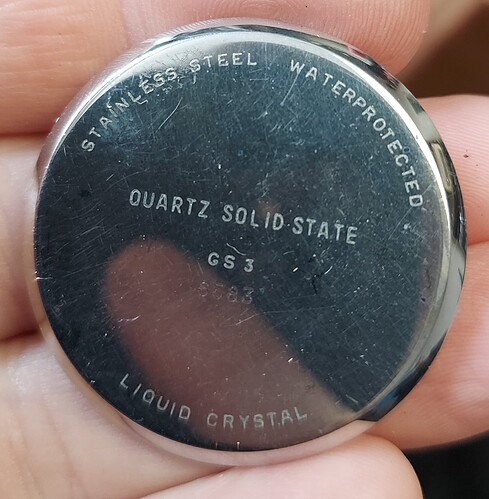 STAINLESS STEEL WATERPROTECTED
QUARTZ SOLID-STATE
GS 3
LIQUID CRYSTAL